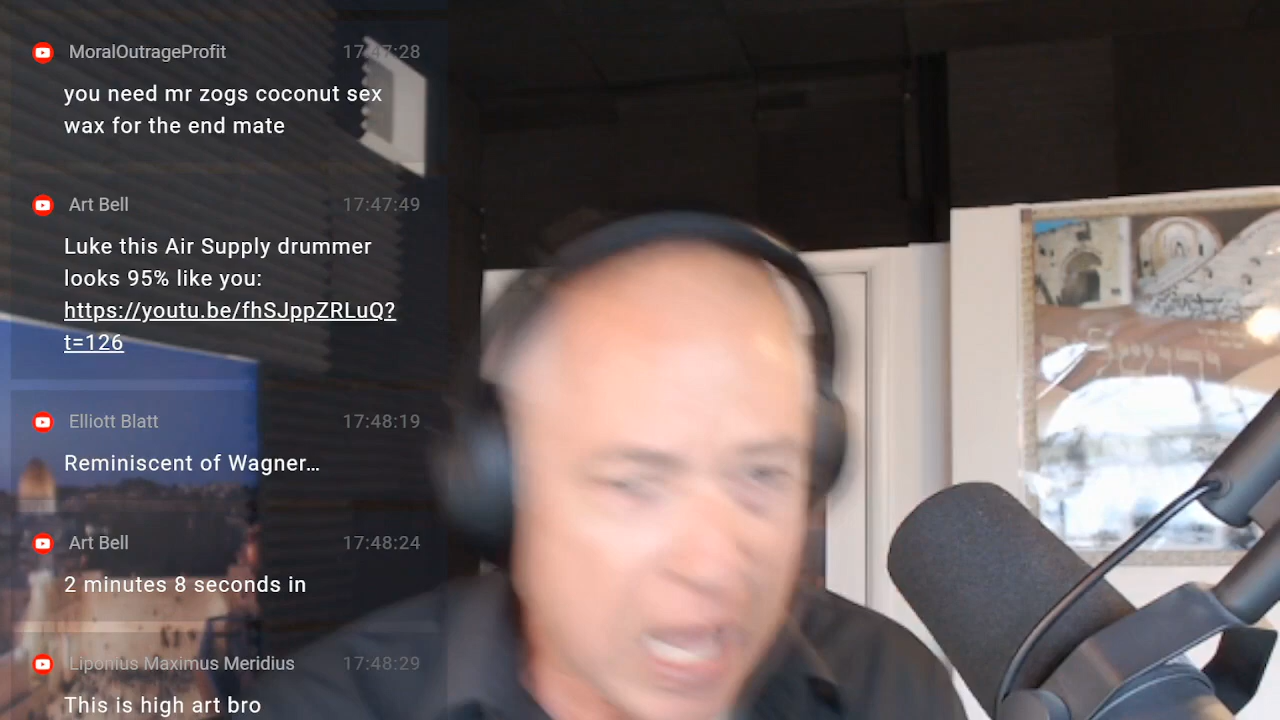 MoralOutrageProfit 17:47:28
you need mr zogs coconut sex
wax for the end mate
Art Bell 17:47:49
Luke this Air Supply drummer
looks 95% like you:
https://youtu.be/fhSJppZRLuQ?
t=126
Elliott Blatt 17:48:19
Reminiscent of Wagner...
Art Bell 17:48:24
2 minutes 8 seconds in
Liponius Maximus Meridius 17:48:29
This is high art bro